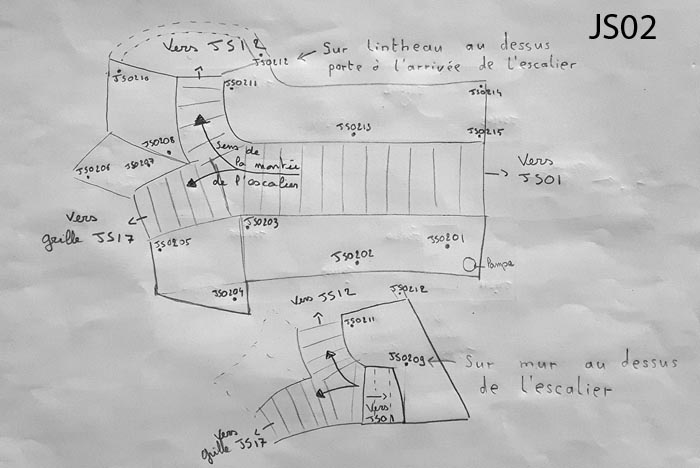 JS02
Vers JS12
JS0212
Sur lintheau au dessus
porte à l'arrivée de l'escalier
JS0210
JS0211
JS0214
JS0213
JS0215
JS0208
JS0207
JS0206
sens de
la montée
de l'escalier
Vers
JS01
Vers
grille JS17
JS0203
JS0205
JS0201
JS0202
Pampa
JS0204
Vers JS12
JS0212
JS0211
JS0209
Sur mur au dessus
de l'escalier
Vers
JS01
Vers
grille JS17